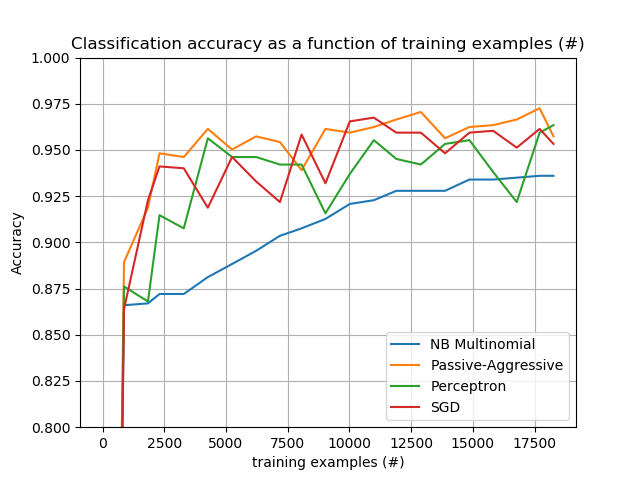 Classification accuracy as a function of training examples (#)
1.000
0.975
0.950
0.925
0.900
0.875
0.850
0.825
0.800
Accuracy
NB Multinomial
Passive-Aggressive
Perceptron
SGD
0 2500 5000 7500 10000 12500 15000 17500
training examples (#)